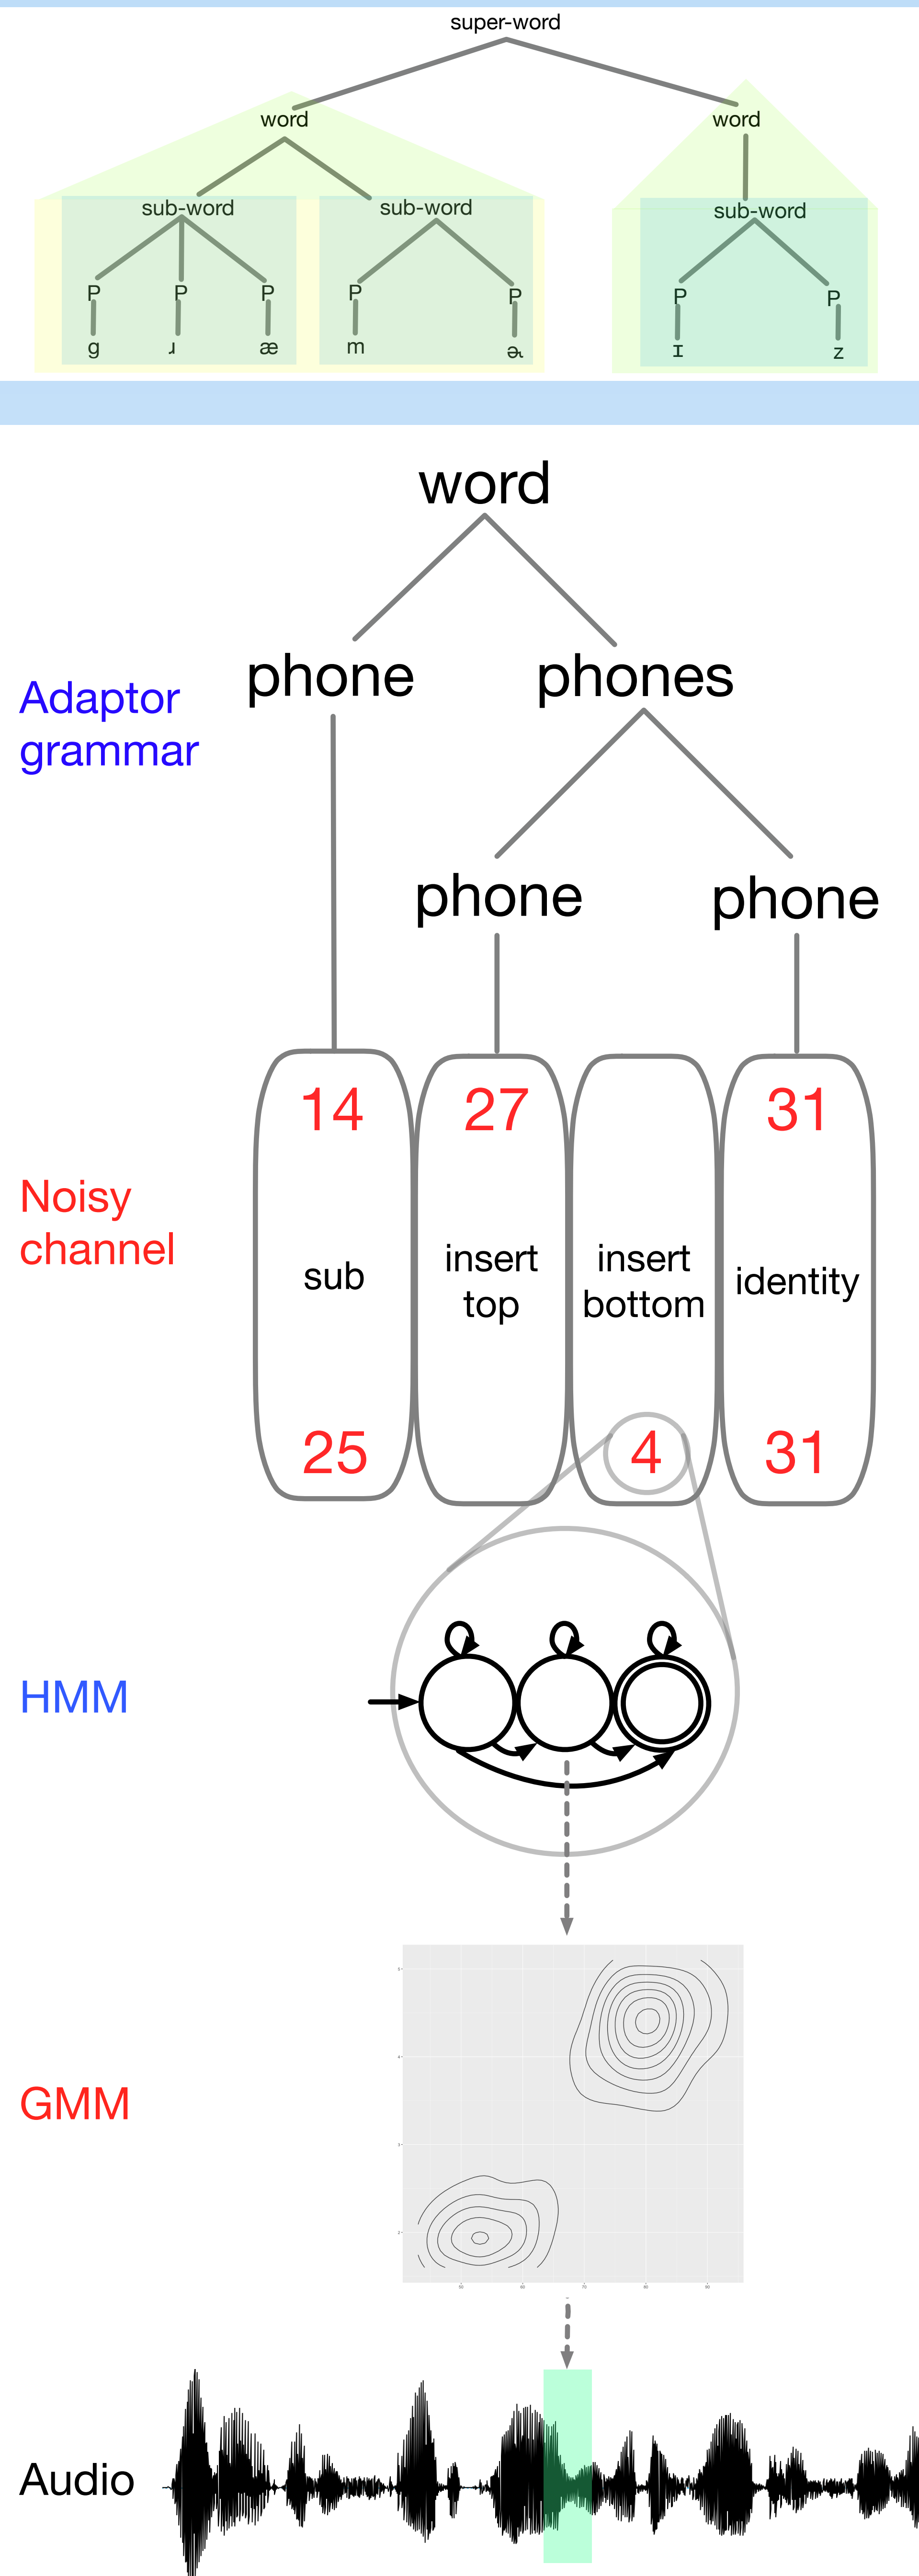 super-word
word word
sub-word sub-word sub-word
P P P P P P P
g ɹ æ m ɚ ɪ z
word
phone phones
Adaptor
grammar
phone phone
14 27 31
Noisy
channel
sub
insert
top
insert
bottom
identity
25 4 31
HMM
GMM
Audio